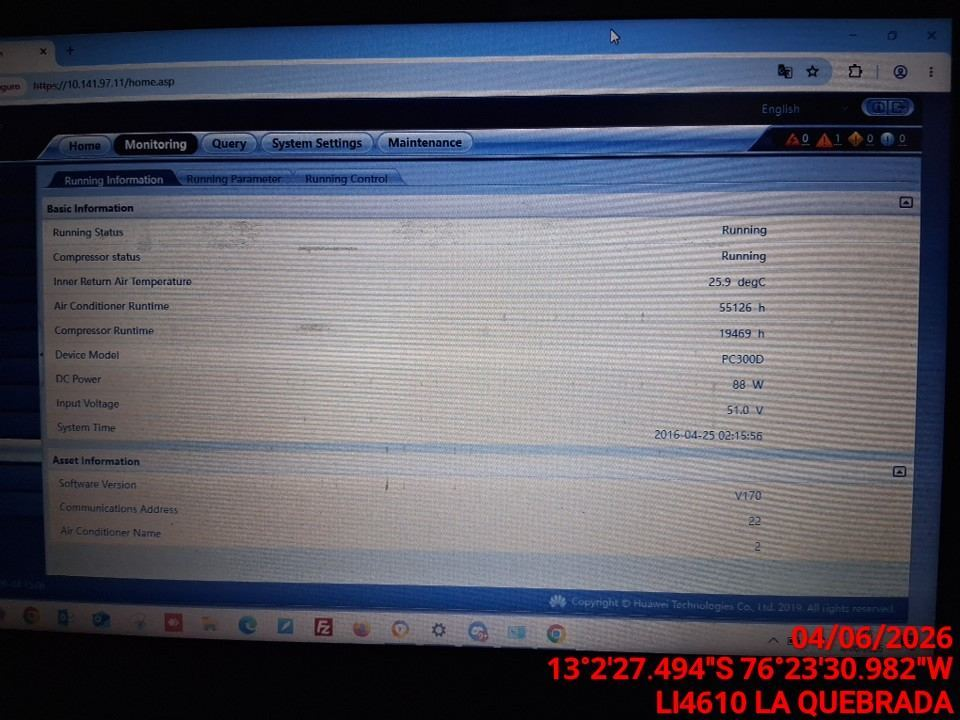 https://10.141.97.11/home.asp
English
Home Monitoring Query System Settings Maintenance
0 1 0 0
Running Information Running Parameter Running Control
Basic Information
Running Status Running
Compressor status Running
Inner Return Air Temperature 25.9 degC
Air Conditioner Runtime 55126 h
Compressor Runtime 19469 h
Device Model PC300D
DC Power 88 W
Input Voltage 51.0 V
System Time 2016-04-25 02:15:56
Asset Information
Software Version V170
Communications Address 22
Air Conditioner Name 2
Copyright © Huawei Technologies Co., Ltd. 2019. All rights reserved.
04/06/2026
13°2'27.494"S 76°23'30.982"W
LI4610 LA QUEBRADA